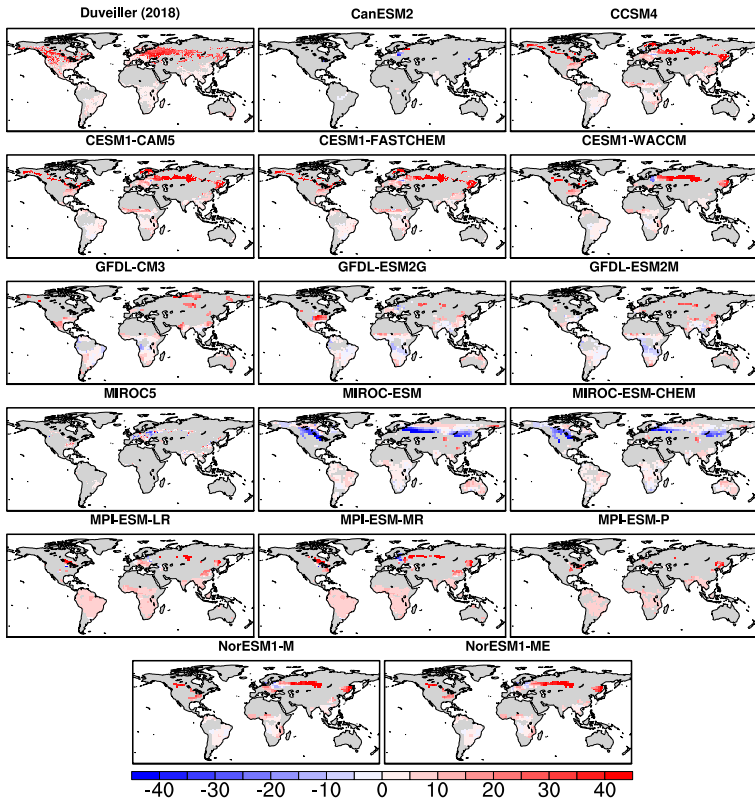 Duveiller (2018) CanESM2 CCSM4
CESM1-CAM5 CESM1-FASTCHEM CESM1-WACCM
GFDL-CM3 GFDL-ESM2G GFDL-ESM2M
MIROC5 MIROC-ESM MIROC-ESM-CHEM
MPI-ESM-LR MPI-ESM-MR MPI-ESM-P
NorESM1-M NorESM1-ME
-40 -30 -20 -10 0 10 20 30 40